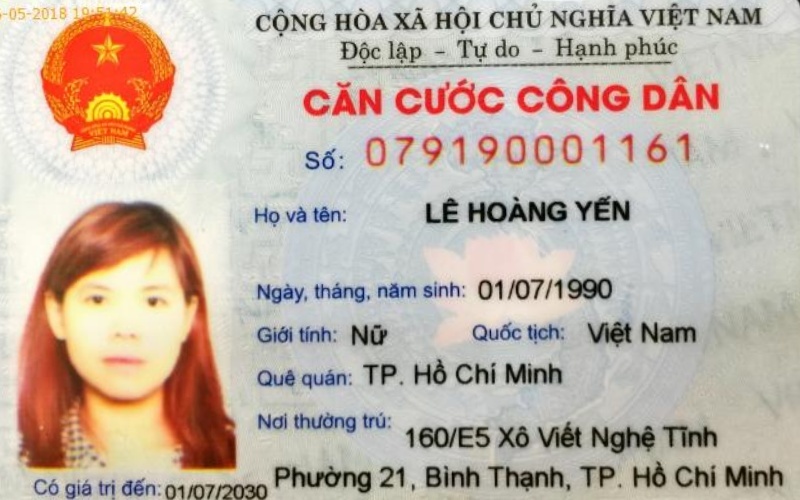 -05-2018 19:51:42
CỘNG HÒA XÃ HỘI CHỦ NGHĨA VIỆT NAM
Độc lập - Tự do - Hạnh phúc
CĂN CƯỚC CÔNG DÂN
VIỆT NAM
Số: 079190001161
Họ và tên: LÊ HOÀNG YẾN
Ngày, tháng, năm sinh: 01/07/1990
Giới tính: Nữ Quốc tịch: Việt Nam
Quê quán: TP. Hồ Chí Minh
Nơi thường trú: 160/E5 Xô Viết Nghệ Tĩnh
Phường 21, Bình Thạnh, TP. Hồ Chí Minh
Có giá trị đến: 01/07/2030